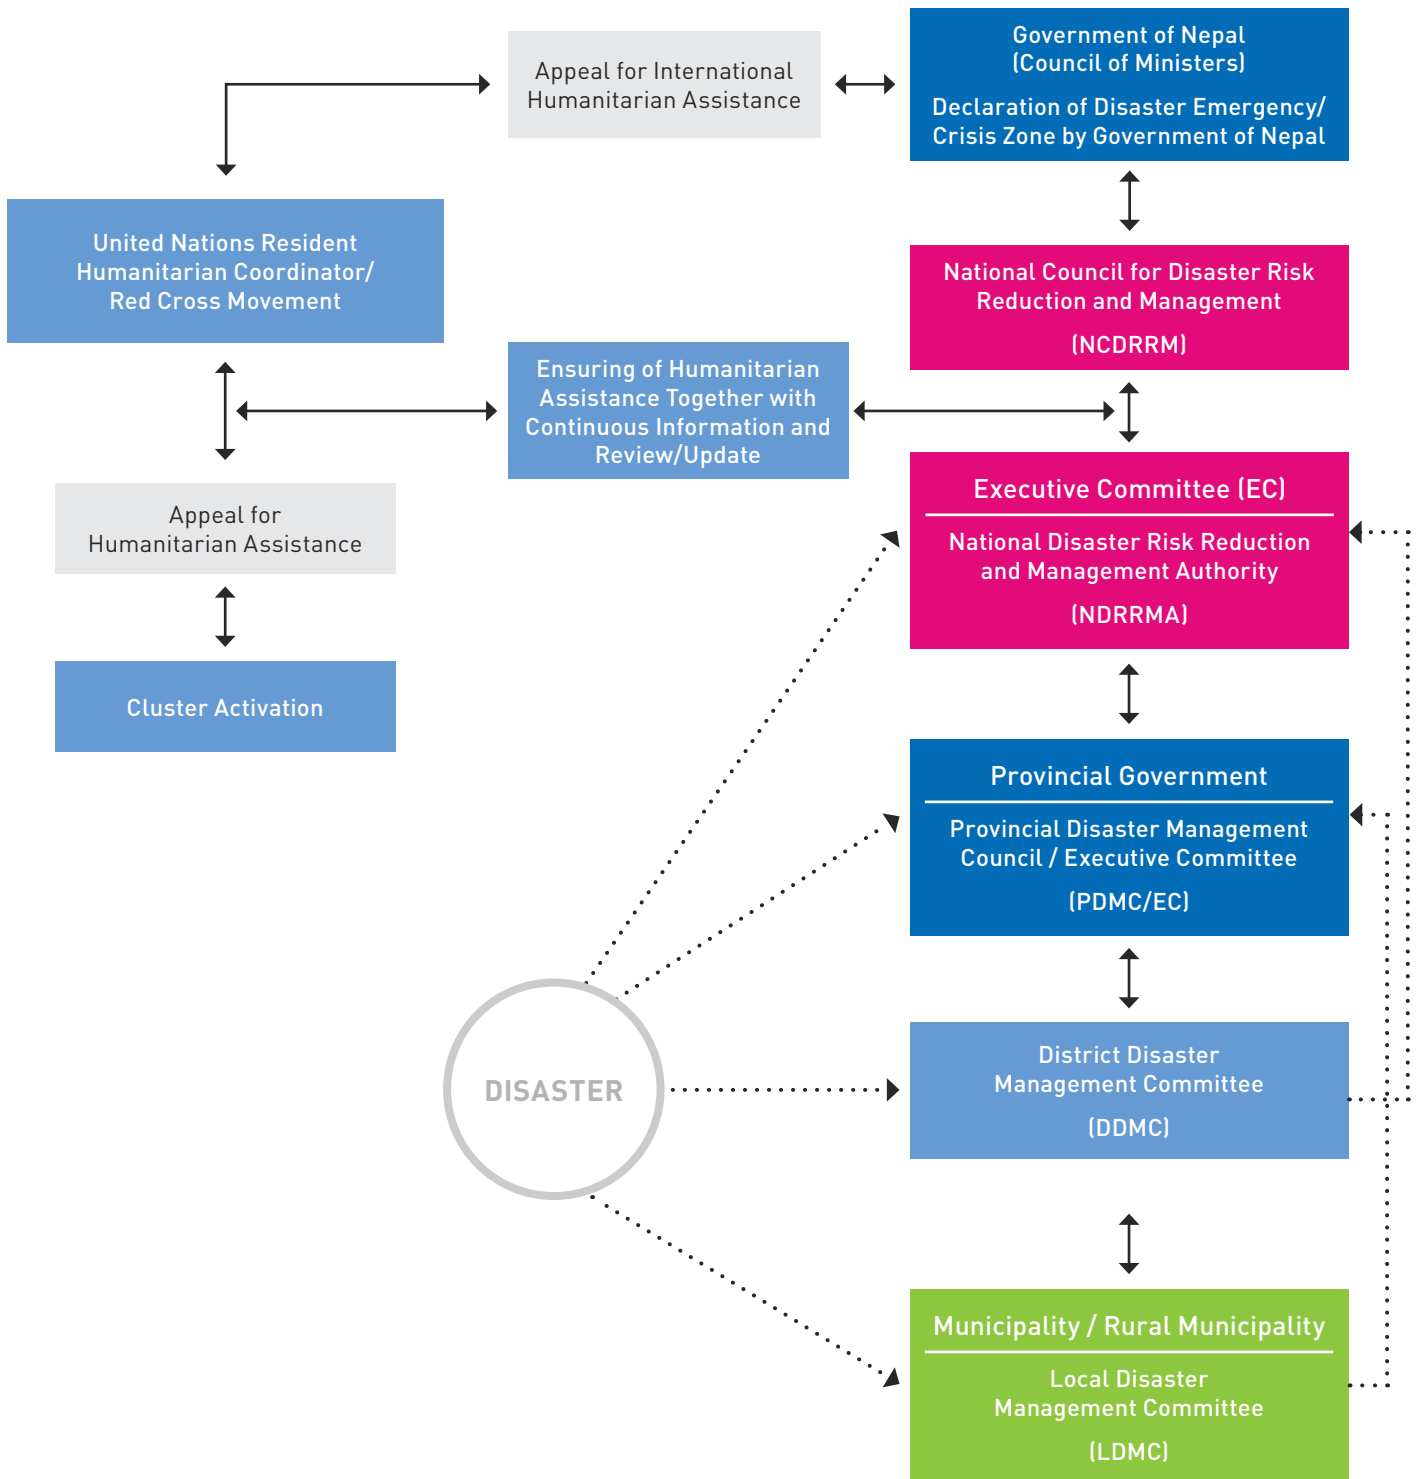 Appeal for International
Humanitarian Assistance
Government of Nepal
(Council of Ministers)
Declaration of Disaster Emergency/
Crisis Zone by Government of Nepal
United Nations Resident
Humanitarian Coordinator/
Red Cross Movement
National Council for Disaster Risk
Reduction and Management
(NCDRRM)
Ensuring of Humanitarian
Assistance Together with
Continuous Information and
Review/Update
Appeal for
Humanitarian Assistance
Executive Committee (EC)
National Disaster Risk Reduction
and Management Authority
(NDRRMA)
Cluster Activation
Provincial Government
Provincial Disaster Management
Council / Executive Committee
(PDMC/EC)
DISASTER
District Disaster
Management Committee
(DDMC)
Municipality / Rural Municipality
Local Disaster
Management Committee
(LDMC)